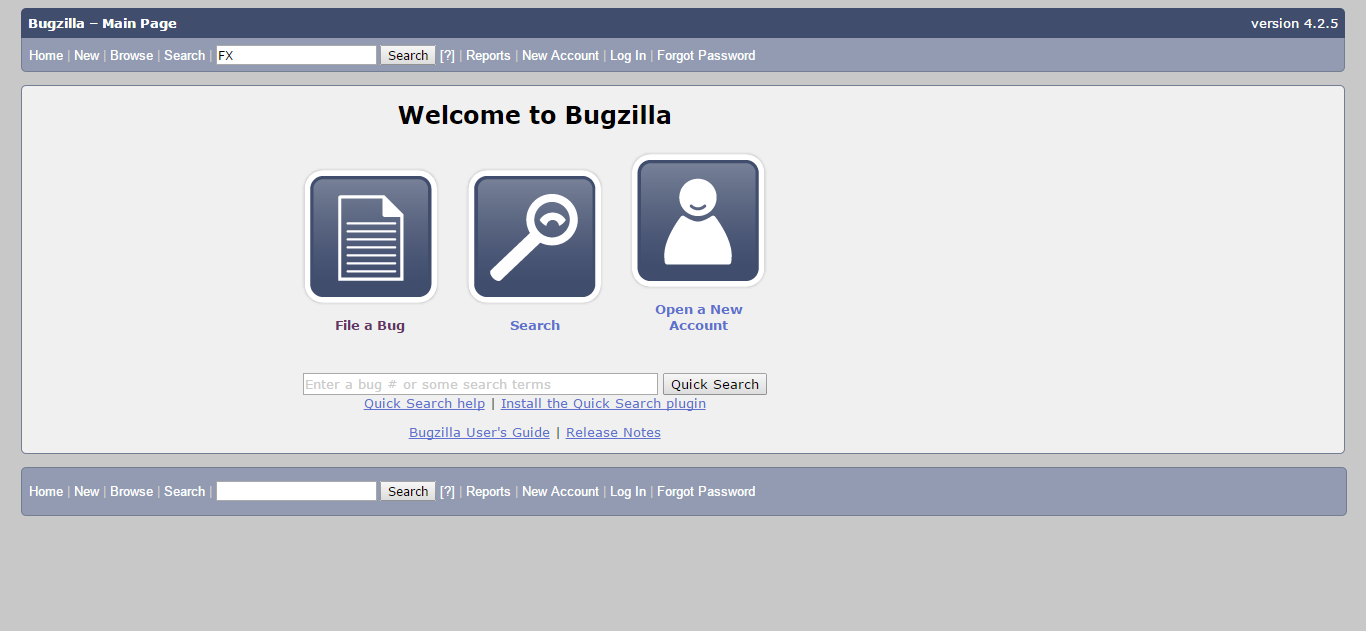 Bugzilla – Main Page version 4.2.5
Home | New | Browse | Search | FX Search [?] | Reports | New Account | Log In | Forgot Password
Welcome to Bugzilla
File a Bug
Search
Open a New
Account
Enter a bug # or some search terms Quick Search
Quick Search help | Install the Quick Search plugin
Bugzilla User's Guide | Release Notes
Home | New | Browse | Search | Search [?] | Reports | New Account | Log In | Forgot Password